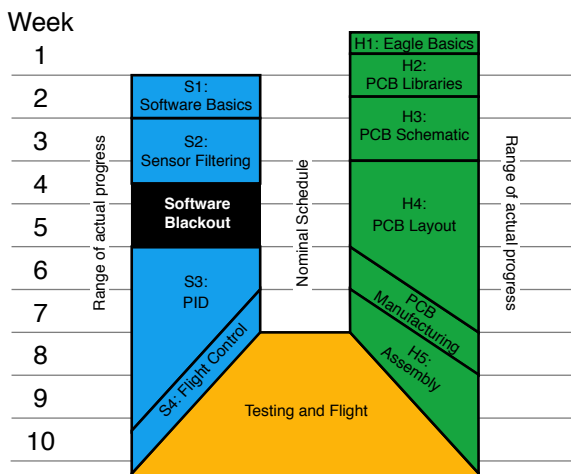 Week
1
2
3
4
5
6
7
8
9
10
Range of actual progress
S1:
Software Basics
S2:
Sensor Filtering
Software
Blackout
S3:
PID
S4: Flight Control
Nominal Schedule
H1: Eagle Basics
H2:
PCB Libraries
H3:
PCB Schematic
H4:
PCB Layout
PCB
Manufacturing
H5:
Assembly
Range of actual progress
Testing and Flight